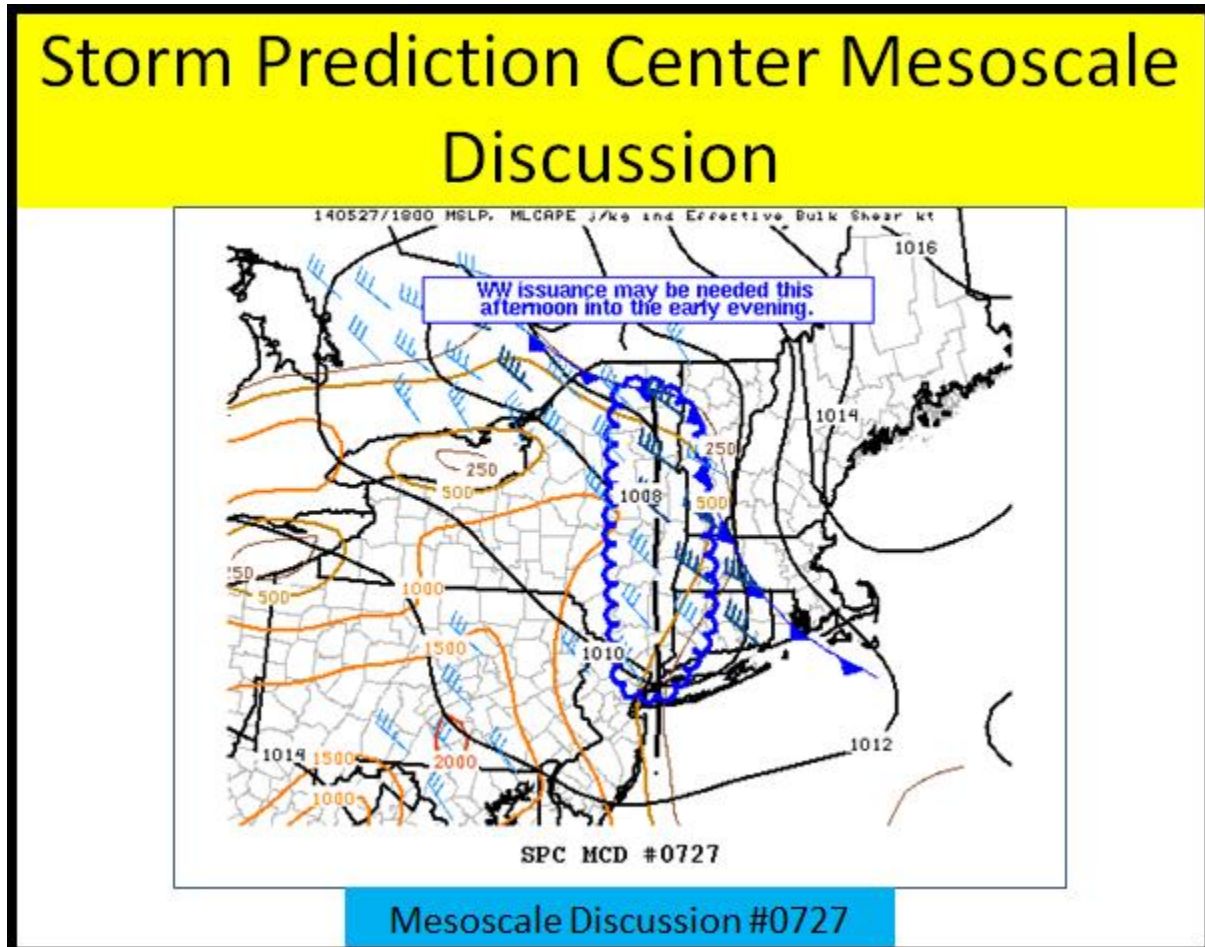 Storm Prediction Center Mesoscale
Discussion
140527/1800 MSLP, MLCAPE j/kg and Effective Bulk Shear kt
1016
WW issuance may be needed this
afternoon into the early evening.
1014
250
250
500
1008
500
250
500
1000
1500
1010
1014
1500
2000
1012
1000
SPC MCD #0727
Mesoscale Discussion #0727